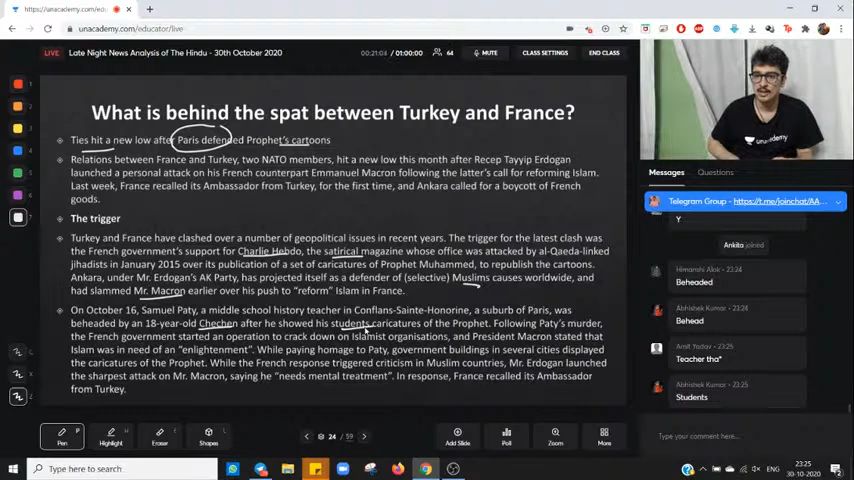 https://unacademy.com/educator/
unacademy.com/educator/live
LIVE
Late Night News Analysis of The Hindu - 30th October 2020
00:21:04 / 01:00:00
64
MUTE
CLASS SETTINGS
END CLASS
What is behind the spat between Turkey and France?
Ties hit a new low after Paris defended Prophet's cartoons
Relations between France and Turkey, two NATO members, hit a new low this month after Recep Tayyip Erdogan
launched a personal attack on his French counterpart Emmanuel Macron following the latter's call for reforming Islam.
Last week, France recalled its Ambassador from Turkey, for the first time, and Ankara called for a boycott of French
goods.
The trigger
Turkey and France have clashed over a number of geopolitical issues in recent years. The trigger for the latest clash was
the French government's support for Charlie Hebdo, the satirical magazine whose office was attacked by al-Qaeda-linked
jihadists in January 2015 over its publication of a set of caricatures of Prophet Muhammed, to republish the cartoons.
Ankara, under Mr. Erdogan's AK Party, has projected itself as a defender of (selective) Muslims causes worldwide, and
had slammed Mr. Macron earlier over his push to "reform" Islam in France.
On October 16, Samuel Paty, a middle school history teacher in Conflans-Sainte-Honorine, a suburb of Paris, was
beheaded by an 18-year-old Chechen after he showed his students caricatures of the Prophet. Following Paty's murder,
the French government started an operation to crack down on Islamist organisations, and President Macron stated that
Islam was in need of an "enlightenment". While paying homage to Paty, government buildings in several cities displayed
the caricatures of the Prophet. While the French response triggered criticism in Muslim countries, Mr. Erdogan launched
the sharpest attack on Mr. Macron, saying he "needs mental treatment". In response, France recalled its Ambassador
from Turkey.
1
2
3
4
5
6
7
L
X
Z
Pen
Highlight
Eraser
Shapes
24 / 59
Add Slide
Poll
Zoom
More
unacademy
Messages
Questions
Telegram Group - https://t.me/joinchat/AA...
Y
Ankita joined
Himanshi Alok • 23:24
Beheaded
Abhishek Kumar • 23:24
Behead
Amit Yadav • 23:25
Teacher tha*
Abhishek Kumar • 23:25
Students
Type your comment here...
Type here to search
ENG
23:25
30-10-2020
2